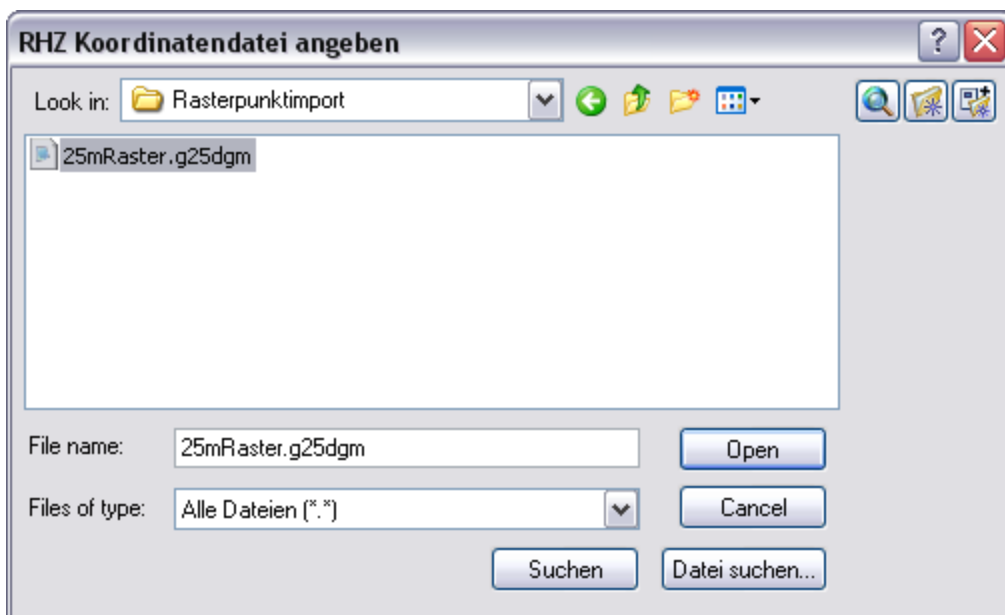 RHZ Koordinatendatei angeben
Look in: Rasterpunktimport
25mRaster.g25dgm
File name: 25mRaster.g25dgm Open
Files of type: Alle Dateien (*.*) Cancel
Suchen Datei suchen...